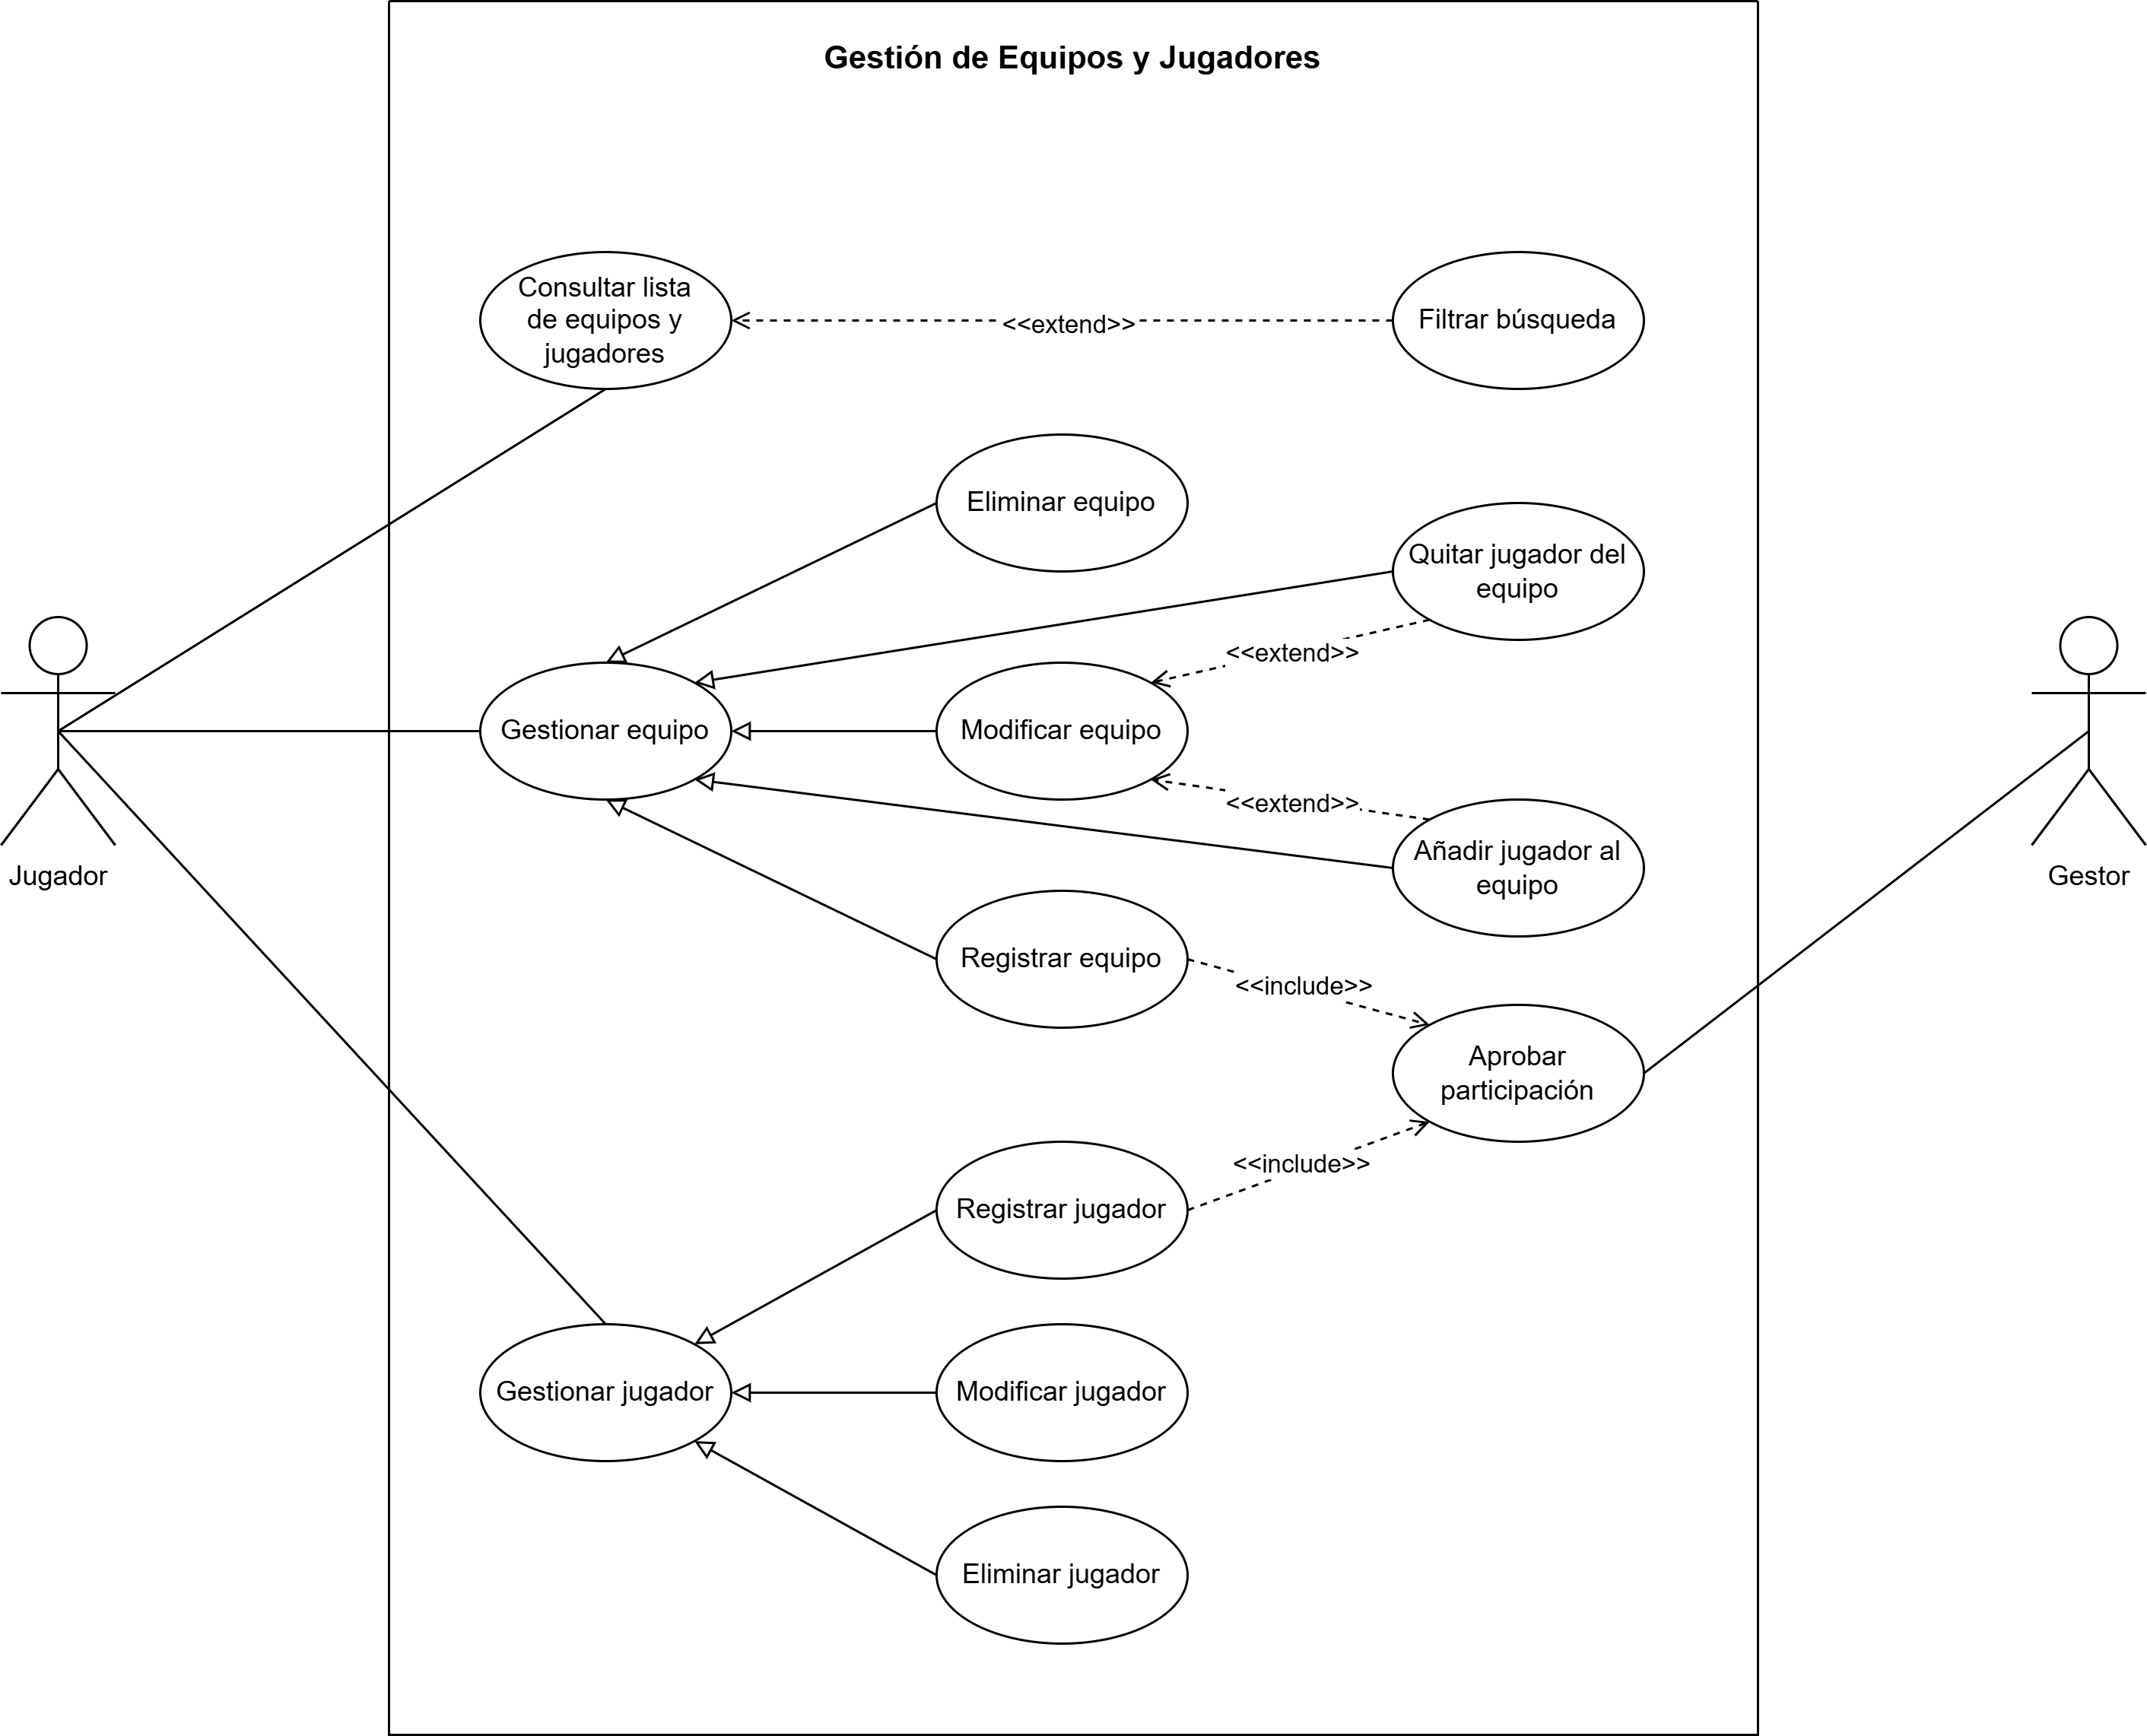 Gestión de Equipos y Jugadores
Consultar lista
de equipos y
jugadores
<<extend>>
Filtrar búsqueda
Eliminar equipo
Quitar jugador del
equipo
<<extend>>
Gestionar equipo
Modificar equipo
<<extend>>
Añadir jugador al
equipo
Jugador
Gestor
Registrar equipo
<<include>>
Aprobar
participación
<<include>>
Registrar jugador
Gestionar jugador
Modificar jugador
Eliminar jugador